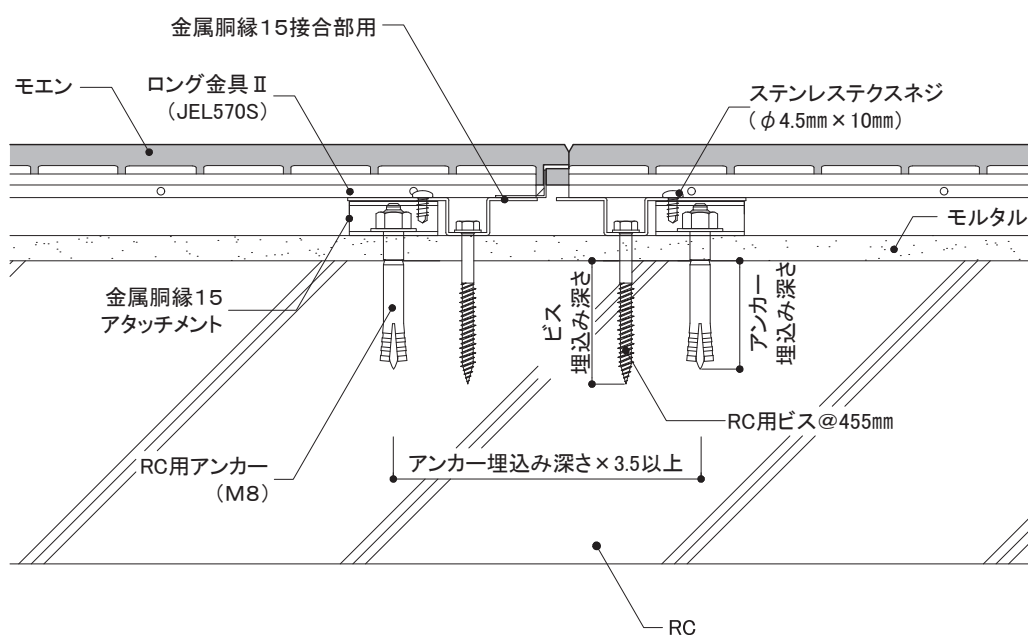 金属胴縁15接合部用
モエン
ロング金具Ⅱ
(JEL570S)
ステンレステクスネジ
(φ4.5mm×10mm)
モルタル
金属胴縁15
アタッチメント
ビス
埋込み深さ
アンカー
埋込み深さ
RC用ビス@455mm
アンカー埋込み深さ×3.5以上
RC用アンカー
(M8)
RC